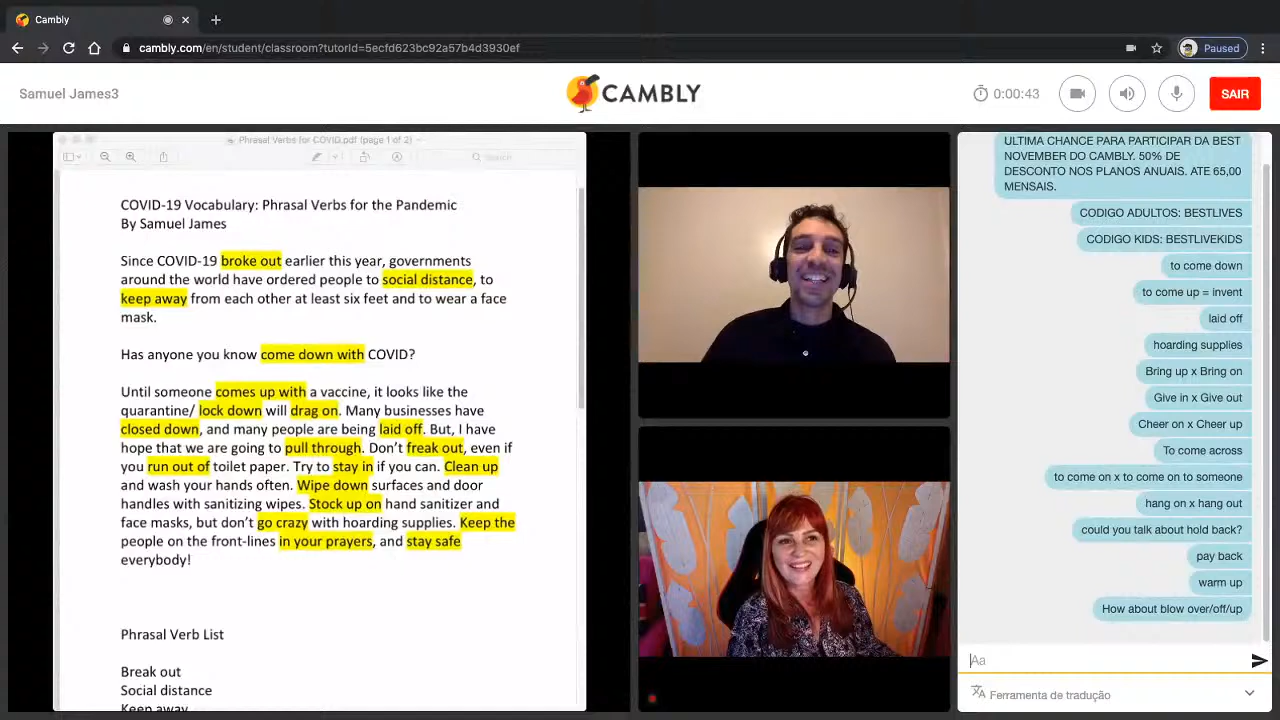 Cambly
cambly.com/en/student/classroom?tutorId=5ecfd623bc92a57b4d3930ef
Paused
Samuel James3
CAMBLY
0:00:43
SAIR
Phrasal Verbs for COVID.pdf (page 1 of 2)
Search
COVID-19 Vocabulary: Phrasal Verbs for the Pandemic
By Samuel James
Since COVID-19 broke out earlier this year, governments
around the world have ordered people to social distance, to
keep away from each other at least six feet and to wear a face
mask.
Has anyone you know come down with COVID?
Until someone comes up with a vaccine, it looks like the
quarantine/ lock down will drag on. Many businesses have
closed down, and many people are being laid off. But, I have
hope that we are going to pull through. Don't freak out, even if
you run out of toilet paper. Try to stay in if you can. Clean up
and wash your hands often. Wipe down surfaces and door
handles with sanitizing wipes. Stock up on hand sanitizer and
face masks, but don't go crazy with hoarding supplies. Keep the
people on the front-lines in your prayers, and stay safe
everybody!
Phrasal Verb List
Break out
Social distance
Keep away
ULTIMA CHANCE PARA PARTICIPAR DA BEST
NOVEMBER DO CAMBLY. 50% DE
DESCONTO NOS PLANOS ANUAIS. ATE 65,00
MENSAIS.
CODIGO ADULTOS: BESTLIVES
CODIGO KIDS: BESTLIVEKIDS
to come down
to come up = invent
laid off
hoarding supplies
Bring up x Bring on
Give in x Give out
Cheer on x Cheer up
To come across
to come on x to come on to someone
hang on x hang out
could you talk about hold back?
pay back
warm up
How about blow over/off/up
Aa
Ferramenta de tradução